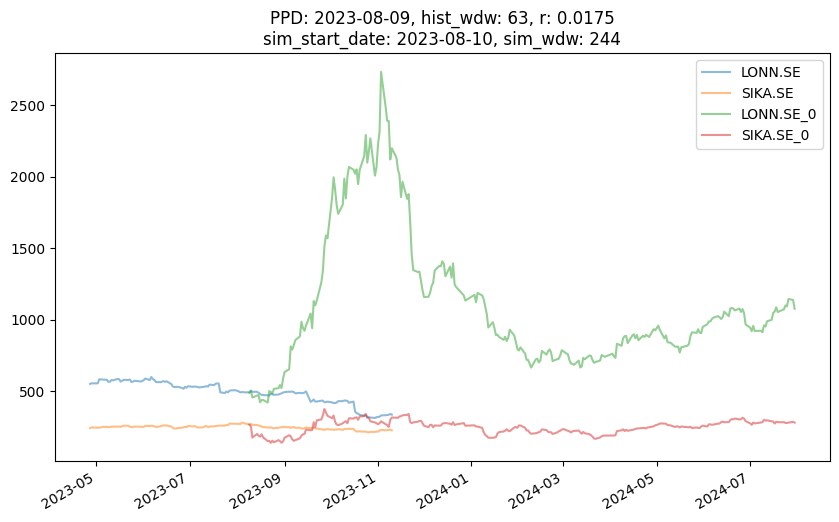 PPD: 2023-08-09, hist_wdw: 63, r: 0.0175
sim_start_date: 2023-08-10, sim_wdw: 244
LONN.SE
SIKA.SE
LONN.SE_0
SIKA.SE_0
2500
2000
1500
1000
500
2023-05
2023-07
2023-09
2023-11
2024-01
2024-03
2024-05
2024-07